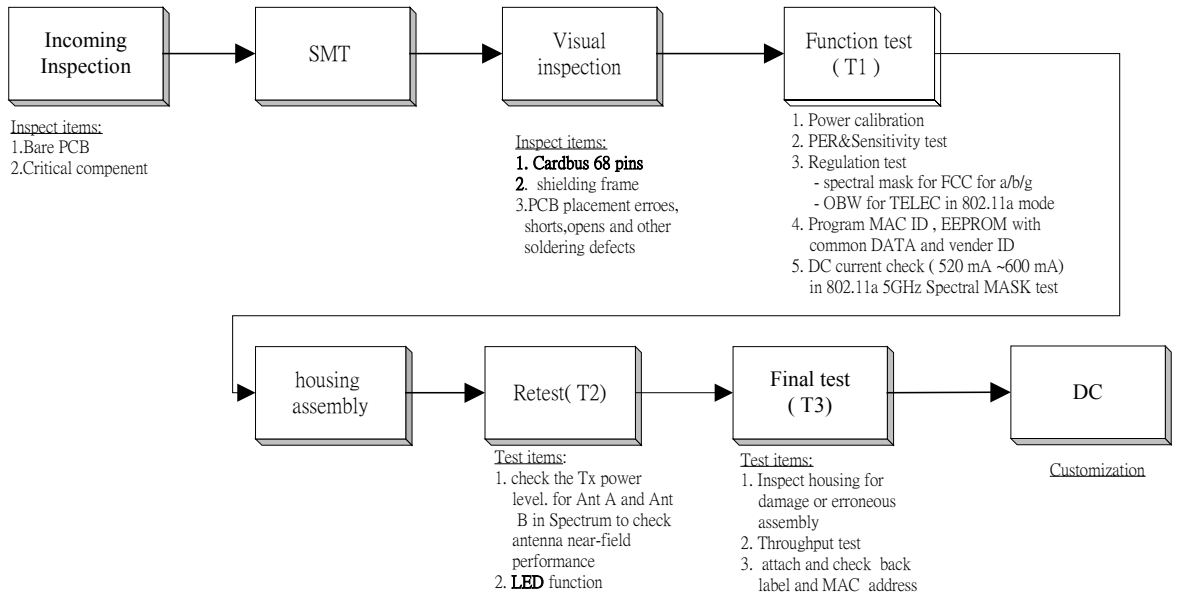 Incoming
Inspection
SMT
Visual
inspection
Function test
( T1 )
Inspect items:
1.Bare PCB
2.Critical compenent
Inspect items:
1. Cardbus 68 pins
2. shielding frame
3.PCB placement erroes,
shorts,opens and other
soldering defects
1. Power calibration
2. PER&Sensitivity test
3. Regulation test
- spectral mask for FCC for a/b/g
- OBW for TELEC in 802.11a mode
4. Program MAC ID , EEPROM with
common DATA and vender ID
5. DC current check ( 520 mA ~600 mA)
in 802.11a 5GHz Spectral MASK test
housing
assembly
Retest( T2)
Final test
( T3)
DC
Test items:
1. check the Tx power
level. for Ant A and Ant
B in Spectrum to check
antenna near-field
performance
2. LED function
Test items:
1. Inspect housing for
damage or erroneous
assembly
2. Throughput test
3. attach and check back
label and MAC address
Customization